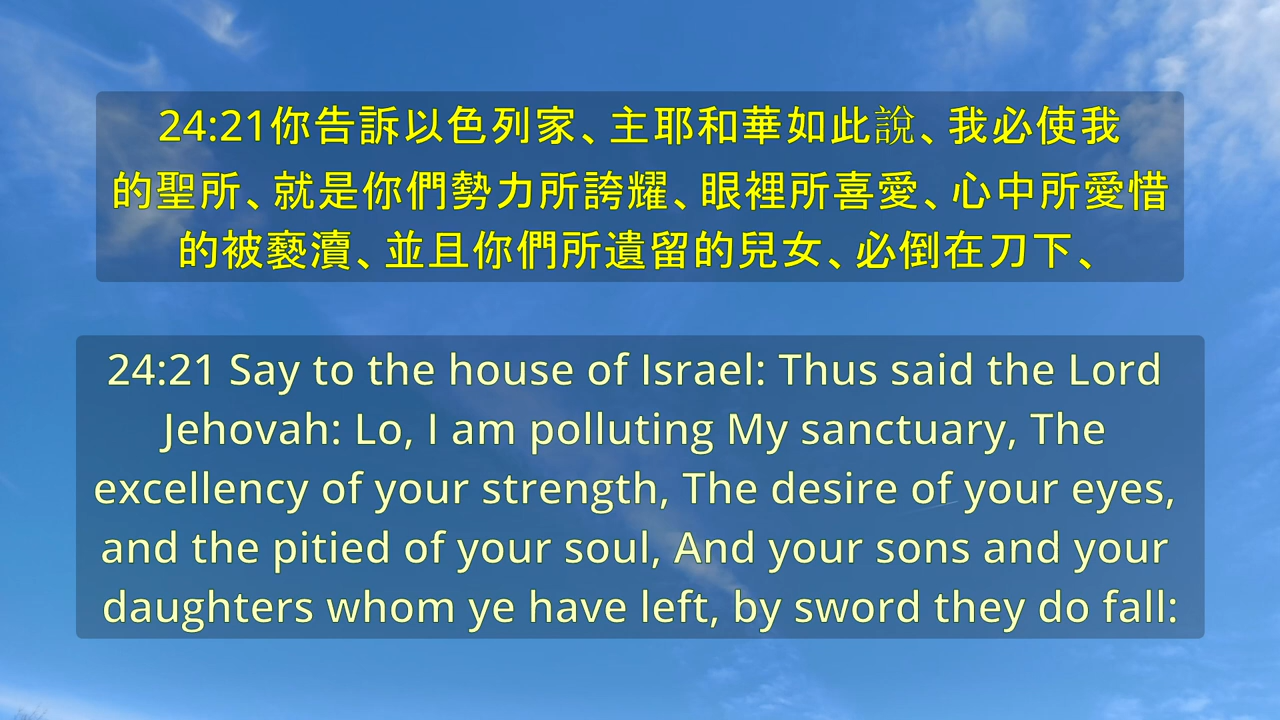 24:21你告訴以色列家、主耶和華如此說、我必使我
的聖所、就是你們勢力所誇耀、眼裡所喜愛、心中所愛惜
的被褻瀆、並且你們所遺留的兒女、必倒在刀下、
24:21 Say to the house of Israel: Thus said the Lord
Jehovah: Lo, I am polluting My sanctuary, The
excellency of your strength, The desire of your eyes,
and the pitied of your soul, And your sons and your
daughters whom ye have left, by sword they do fall: